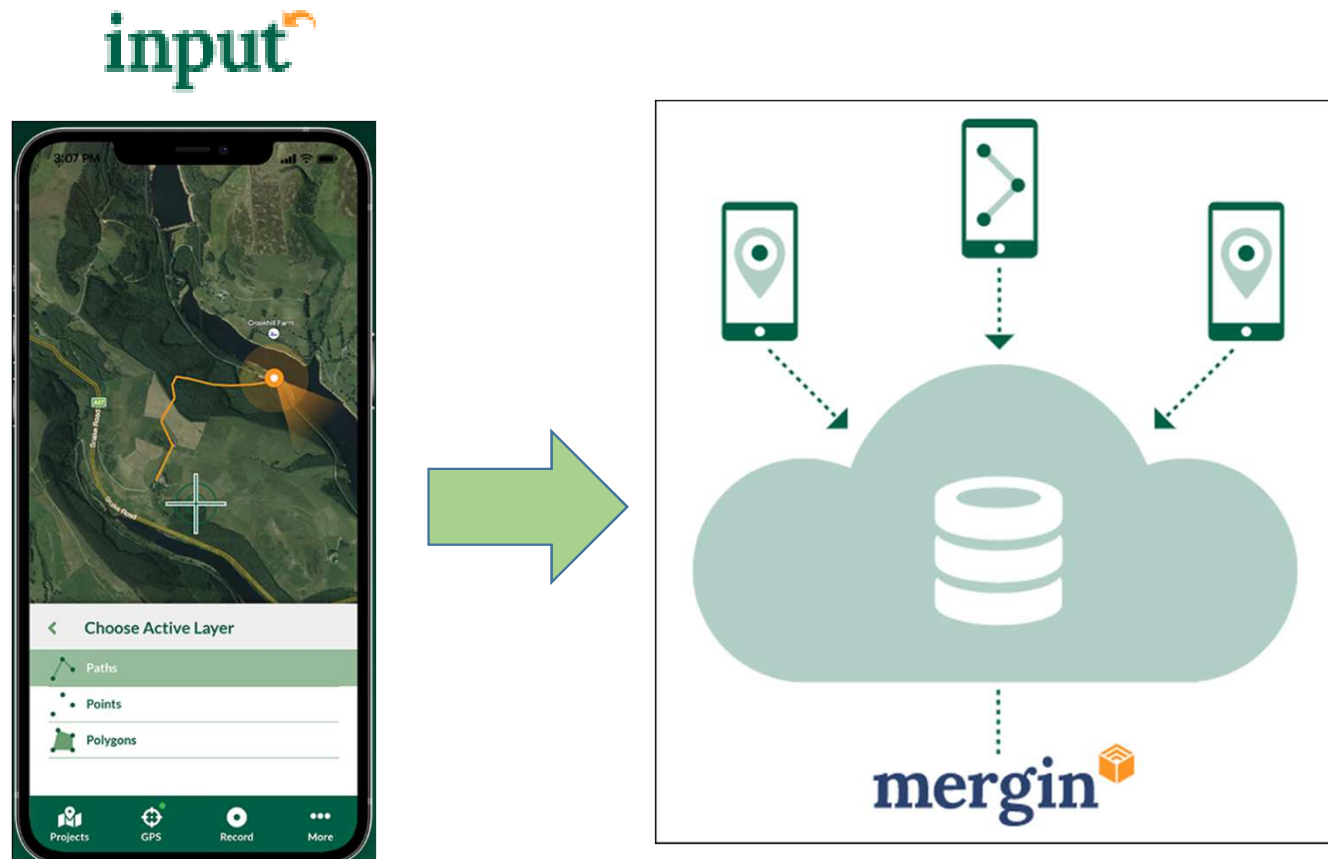 input
3:07 PM
Crookhill Farm
A57
Snake Road
Snake Road
Choose Active Layer
Paths
Points
Polygons
Projects
GPS
Record
More
mergin